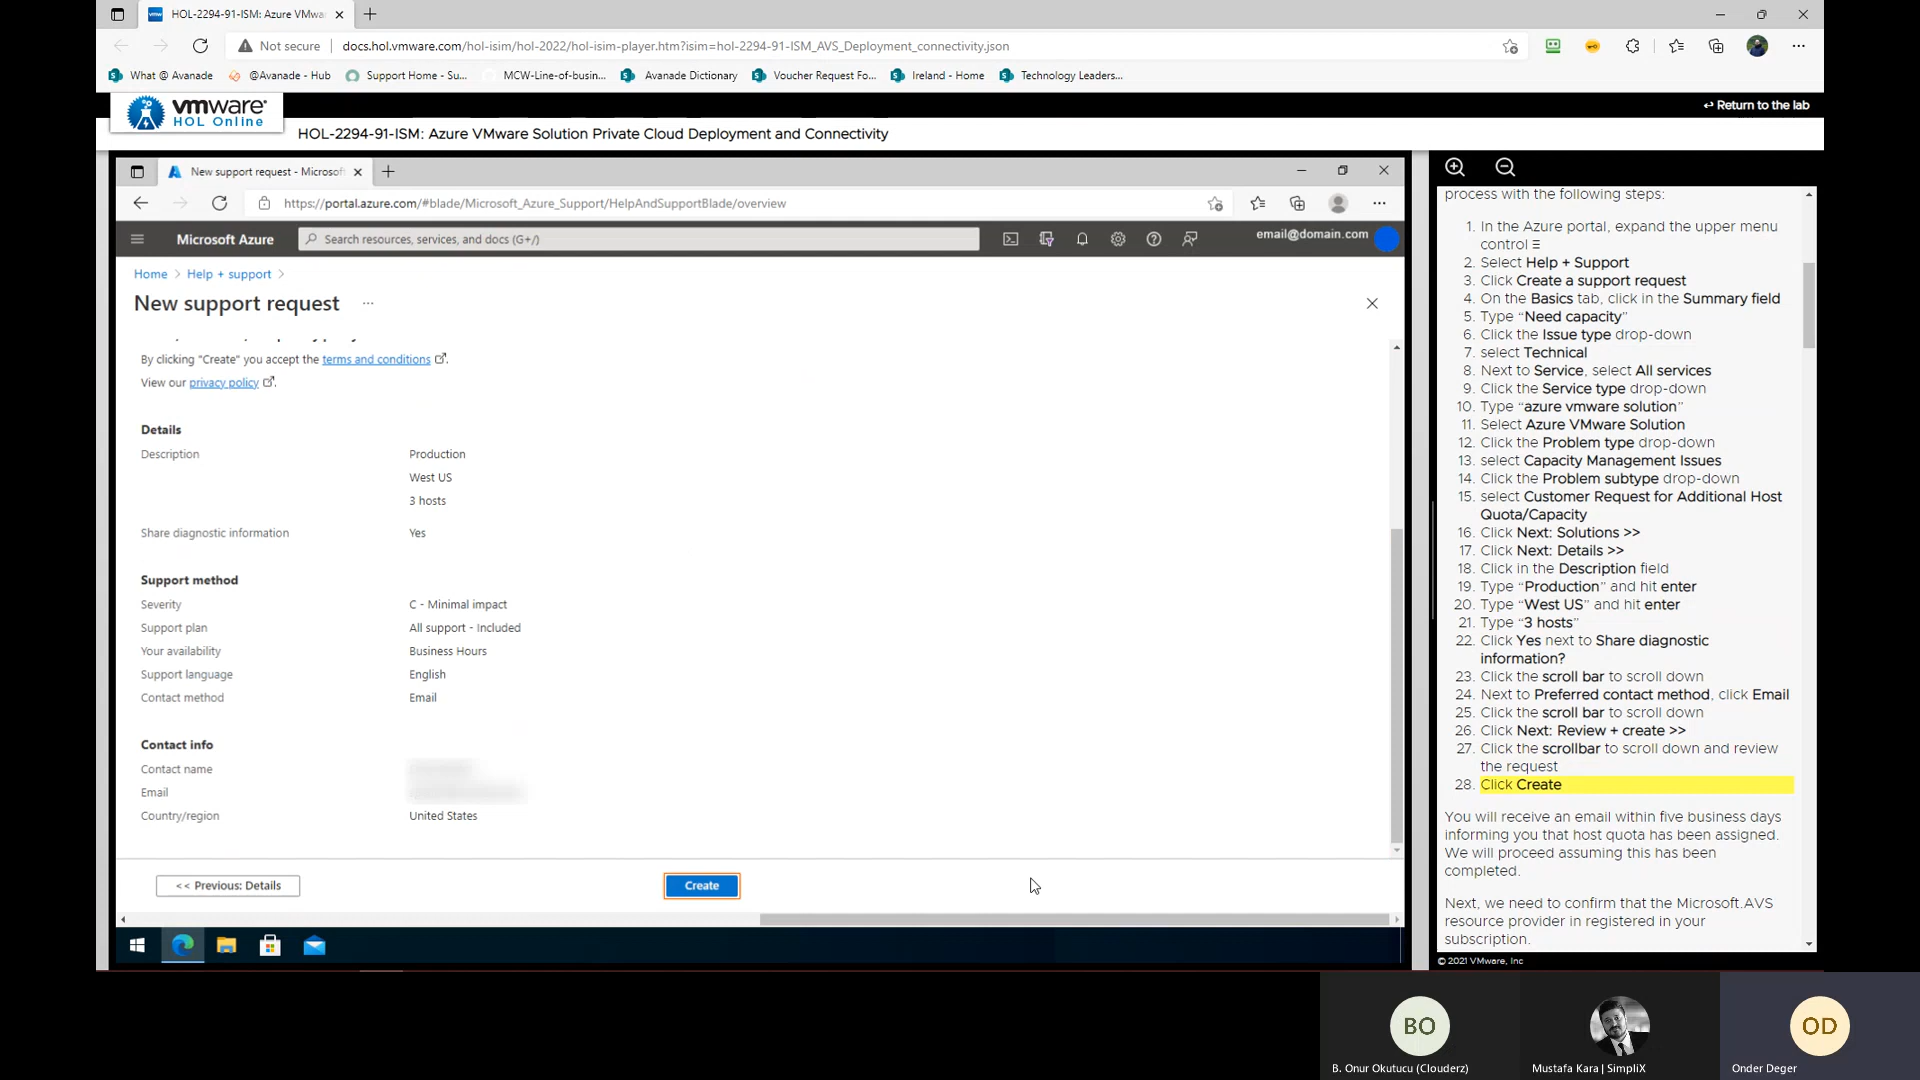 HOL-2294-91-ISM: Azure VMwa
Not secure
docs.hol.vmware.com/hol-isim/hol-2022/hol-isim-player.htm?isim=hol-2294-91-ISM_AVS_Deployment_connectivity.json
What @ Avanade
@Avanade - Hub
Support Home - Su...
MCW-Line-of-busin...
Avanade Dictionary
Voucher Request Fo...
Ireland - Home
Technology Leaders...
vmware
HOL Online
↩ Return to the lab
HOL-2294-91-ISM: Azure VMware Solution Private Cloud Deployment and Connectivity
New support request - Microsof
https://portal.azure.com/#blade/Microsoft_Azure_Support/HelpAndSupportBlade/overview
Microsoft Azure
Search resources, services, and docs (G+/)
email@domain.com
Home > Help + support >
New support request ...
By clicking "Create" you accept the terms and conditions.
View our privacy policy.
Details
Description
Production
West US
3 hosts
Share diagnostic information
Yes
Support method
Severity
C - Minimal impact
Support plan
All support - Included
Your availability
Business Hours
Support language
English
Contact method
Email
Contact info
Contact name
Email
Country/region
United States
<< Previous: Details
Create
process with the following steps:
1. In the Azure portal, expand the upper menu
control ☰
2. Select Help + Support
3. Click Create a support request
4. On the Basics tab, click in the Summary field
5. Type “Need capacity”
6. Click the Issue type drop-down
7. select Technical
8. Next to Service, select All services
9. Click the Service type drop-down
10. Type “azure vmware solution”
11. Select Azure VMware Solution
12. Click the Problem type drop-down
13. select Capacity Management Issues
14. Click the Problem subtype drop-down
15. select Customer Request for Additional Host
Quota/Capacity
16. Click Next: Solutions >>
17. Click Next: Details >>
18. Click in the Description field
19. Type “Production” and hit enter
20. Type “West US” and hit enter
21. Type “3 hosts”
22. Click Yes next to Share diagnostic
information?
23. Click the scroll bar to scroll down
24. Next to Preferred contact method, click Email
25. Click the scroll bar to scroll down
26. Click Next: Review + create >>
27. Click the scrollbar to scroll down and review
the request
28. Click Create
You will receive an email within five business days
informing you that host quota has been assigned.
We will proceed assuming this has been
completed.
Next, we need to confirm that the Microsoft.AVS
resource provider in registered in your
subscription.
© 2021 VMware, Inc
BO
OD
B. Onur Okutucu (Clouderz)
Mustafa Kara | SimpliX
Onder Deger